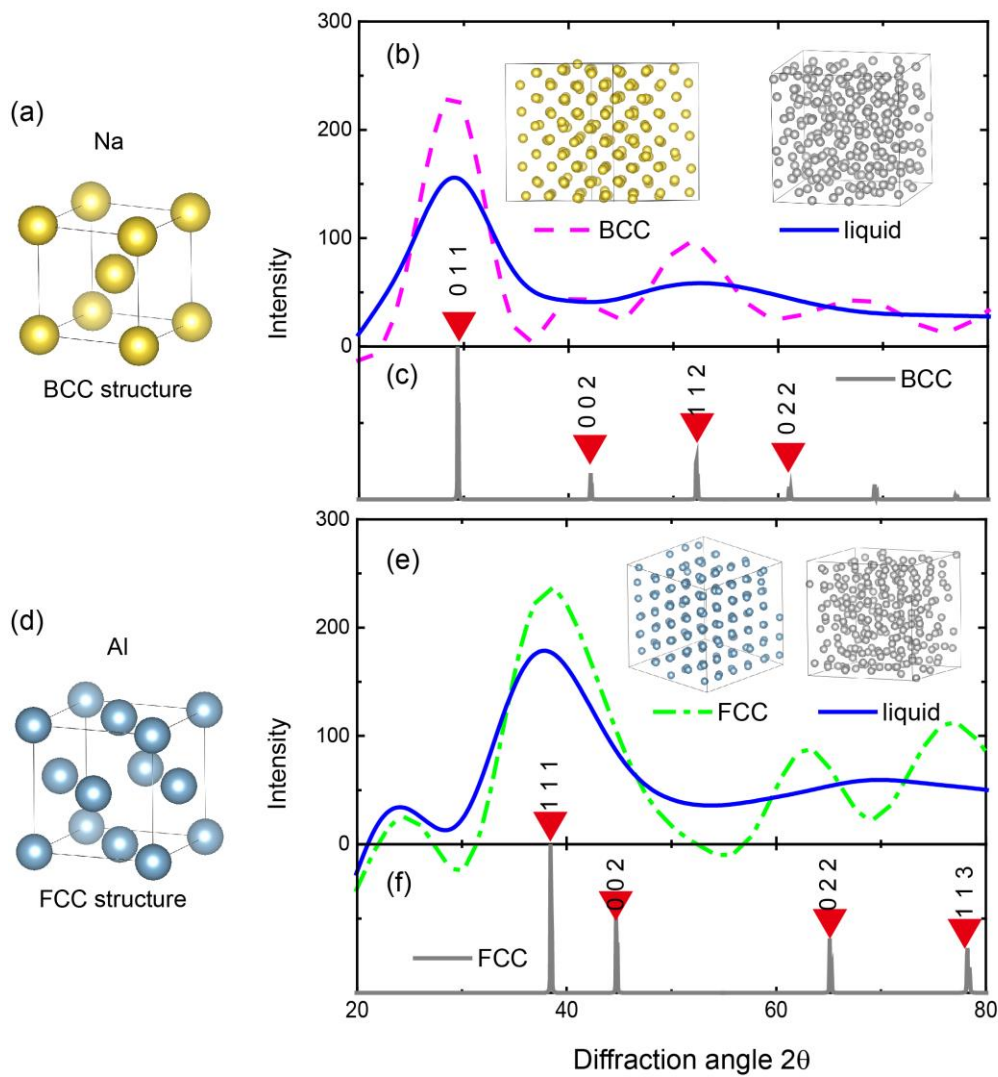 (a)
Na
BCC structure
(b)
300
200
100
0
Intensity
BCC
liquid
0 1 1
(c)
BCC
0 0 2
1 1 2
0 2 2
(d)
Al
FCC structure
(e)
300
200
100
0
Intensity
FCC
liquid
1 1 1
(f)
FCC
0 0 2
0 2 2
1 1 3
20
40
60
80
Diffraction angle 2θ